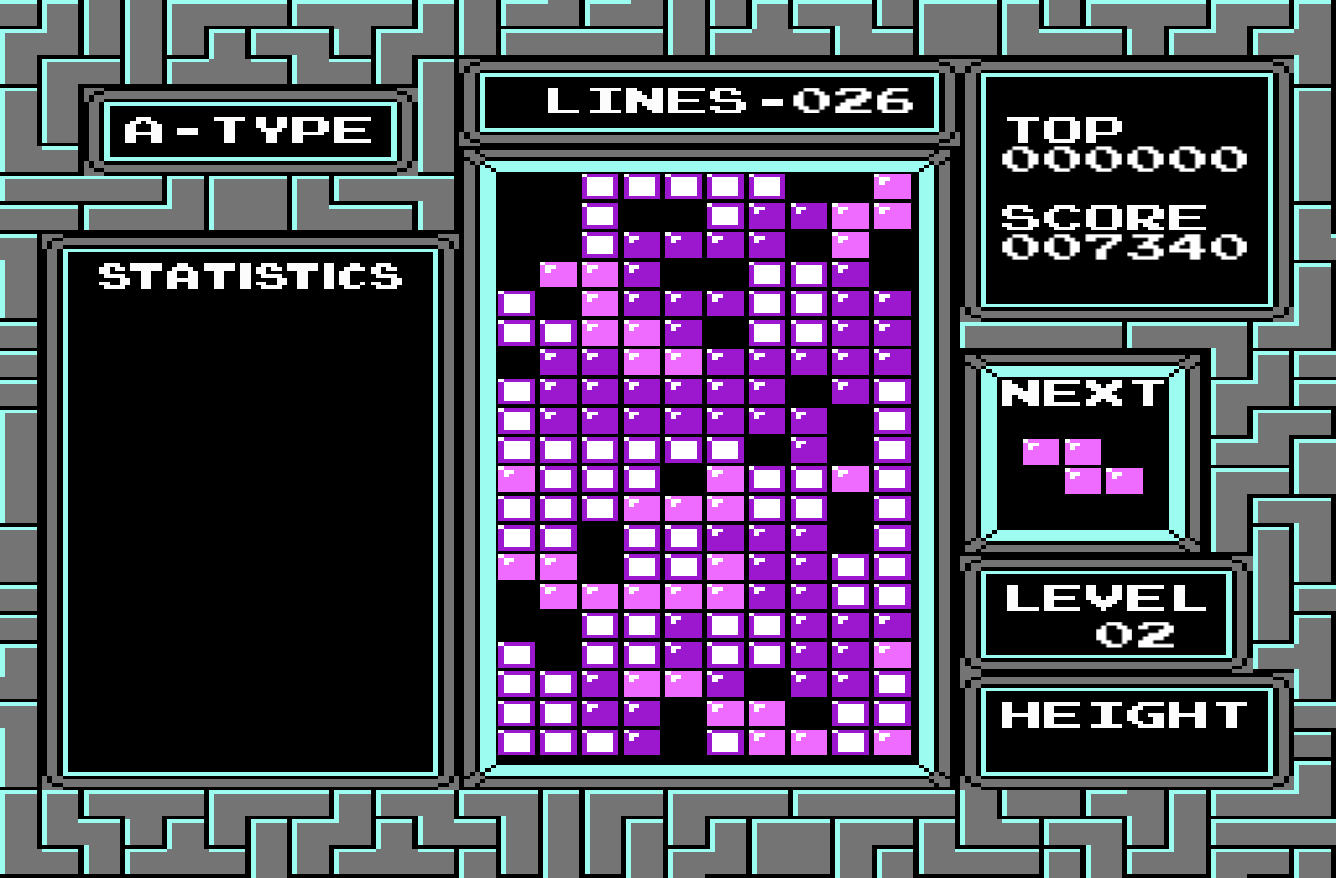 A-TYPE
LINES-026
TOP
000000
SCORE
007340
STATISTICS
NEXT
LEVEL
02
HEIGHT